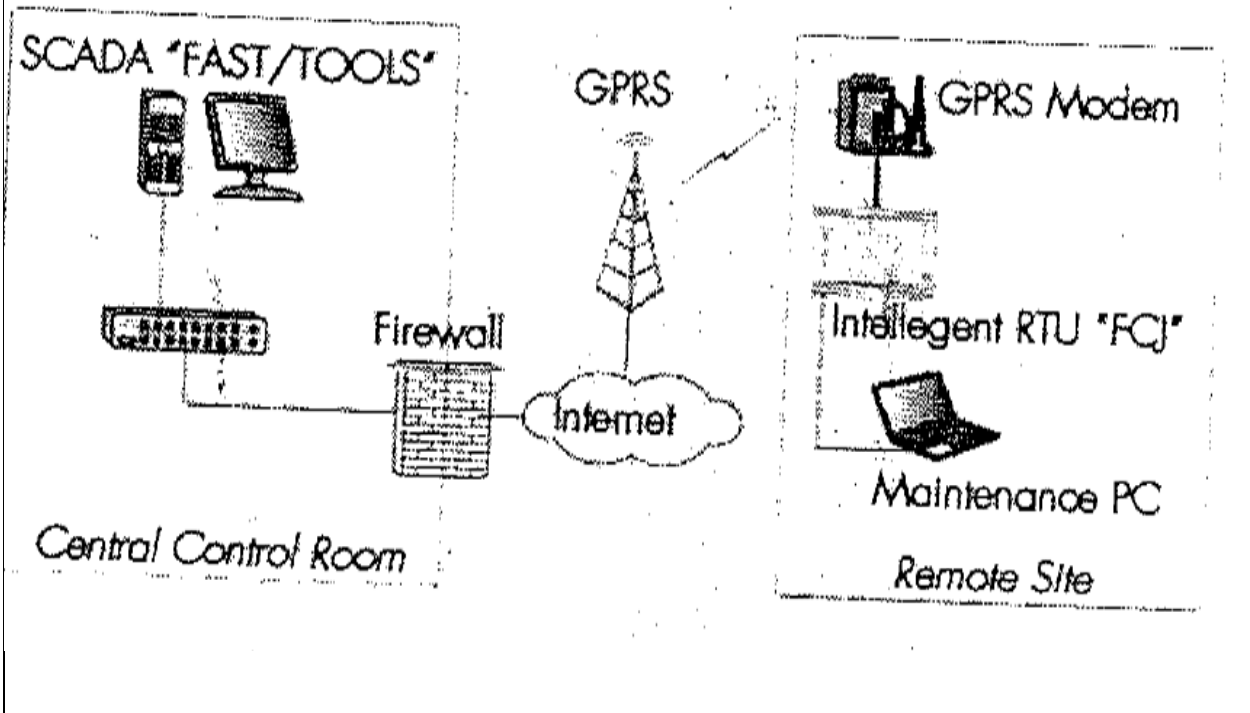 SCADA "FAST/TOOLS"
GPRS
GPRS Modem
Firewall
Internet
Intellegent RTU "FCJ"
Maintenance PC
Central Control Room
Remote Site